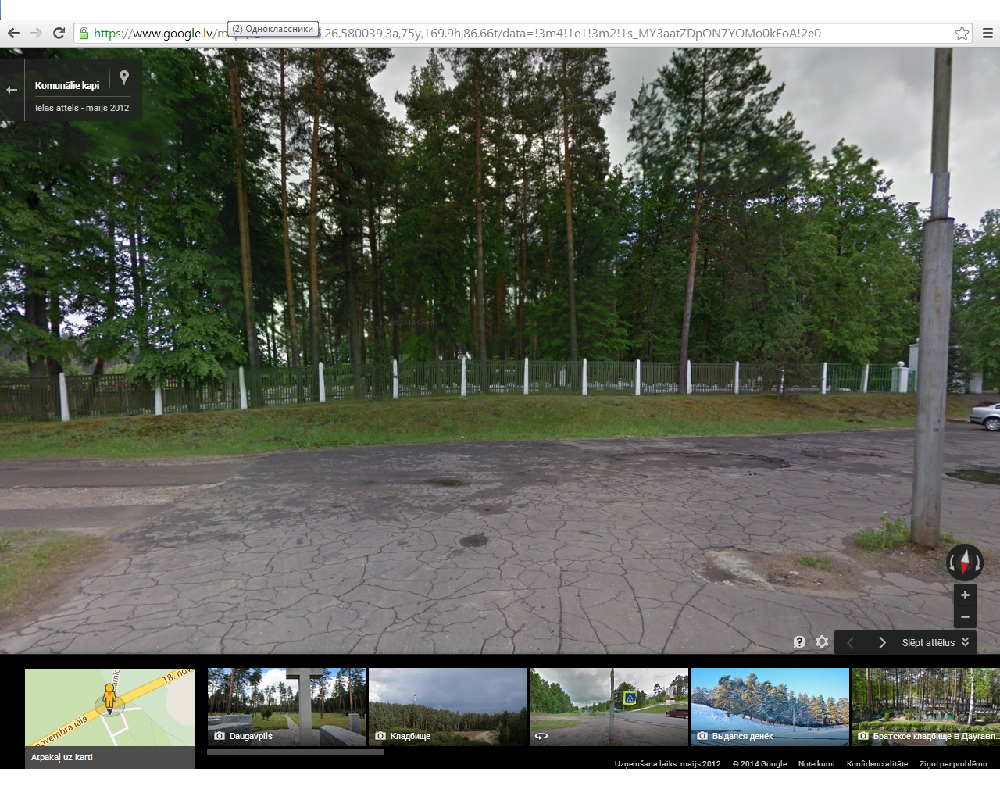 (2) Одноклассники
https://www.google.lv/m
5,26.580039,3a,75y,169.9h,86.66t/data=!3m4!1e1!3m2!1s_MY3aatZDpON7YOMo0kEoA!2e0
Komunālie kapi
Ielas attēls - maijs 2012
Slēpt attēlus
18. nov
novembra iela
Atpakaļ uz karti
Daugavpils
Кладбище
Выдался денёк
Братское кладбище в Даугавп...
Uzņemšana laiks: maijs 2012
© 2014 Google
Noteikumi
Konfidencialitāte
Ziņot par problēmu